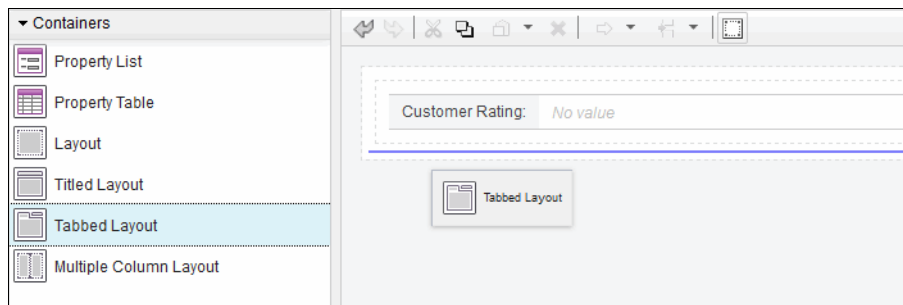 Containers
Property List
Property Table
Layout
Titled Layout
Tabbed Layout
Multiple Column Layout
Customer Rating: No value
Tabbed Layout